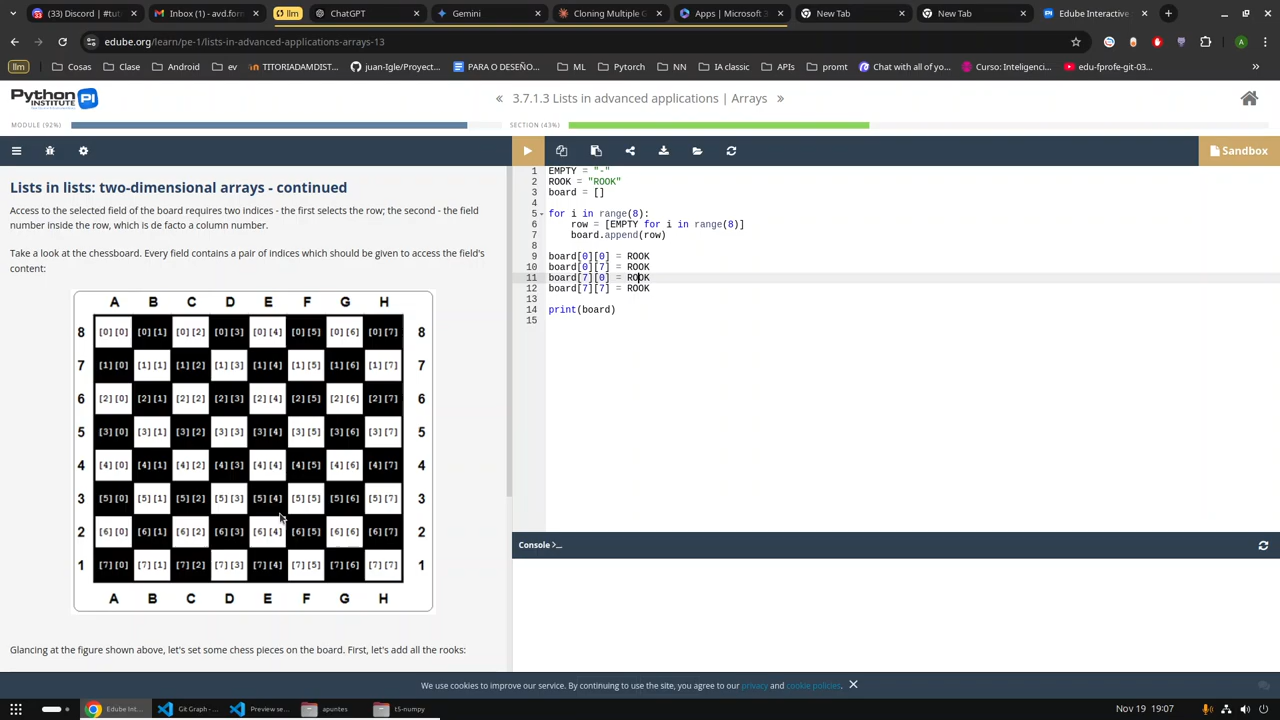 (33) Discord | #tuto
Inbox (1) - avd.forn
llm
ChatGPT
Gemini
Cloning Multiple G
Apps | Microsoft 3
New Tab
New Tab
Edube Interactive
edube.org/learn/pe-1/lists-in-advanced-applications-arrays-13
llm
Cosas
Clase
Android
ev
TITORIADAMDIST...
juan-Igle/Proyect...
PARA O DESEÑO...
ML
Pytorch
NN
IA classic
APIs
promt
Chat with all of yo...
Curso: Inteligenci...
edu-fprofe-git-03...
Python INSTITUTE PI
« 3.7.1.3 Lists in advanced applications | Arrays »
MODULE (92%)
SECTION (43%)
Sandbox
Lists in lists: two-dimensional arrays - continued
Access to the selected field of the board requires two indices - the first selects the row; the second - the field
number inside the row, which is de facto a column number.
Take a look at the chessboard. Every field contains a pair of indices which should be given to access the field's
content:
A B C D E F G H
8 [0][0] [0][1] [0][2] [0][3] [0][4] [0][5] [0][6] [0][7] 8
7 [1][0] [1][1] [1][2] [1][3] [1][4] [1][5] [1][6] [1][7] 7
6 [2][0] [2][1] [2][2] [2][3] [2][4] [2][5] [2][6] [2][7] 6
5 [3][0] [3][1] [3][2] [3][3] [3][4] [3][5] [3][6] [3][7] 5
4 [4][0] [4][1] [4][2] [4][3] [4][4] [4][5] [4][6] [4][7] 4
3 [5][0] [5][1] [5][2] [5][3] [5][4] [5][5] [5][6] [5][7] 3
2 [6][0] [6][1] [6][2] [6][3] [6][4] [6][5] [6][6] [6][7] 2
1 [7][0] [7][1] [7][2] [7][3] [7][4] [7][5] [7][6] [7][7] 1
A B C D E F G H
Glancing at the figure shown above, let's set some chess pieces on the board. First, let's add all the rooks:
1 EMPTY = "-"
2 ROOK = "ROOK"
3 board = []
4
5 for i in range(8):
6 row = [EMPTY for i in range(8)]
7 board.append(row)
8
9 board[0][0] = ROOK
10 board[0][7] = ROOK
11 board[7][0] = ROOK
12 board[7][7] = ROOK
13
14 print(board)
15
Console >_
We use cookies to improve our service. By continuing to use the site, you agree to our privacy and cookie policies.
Edube Int...
Git Graph -...
Preview se...
apuntes
t5-numpy
Nov 19 19:07